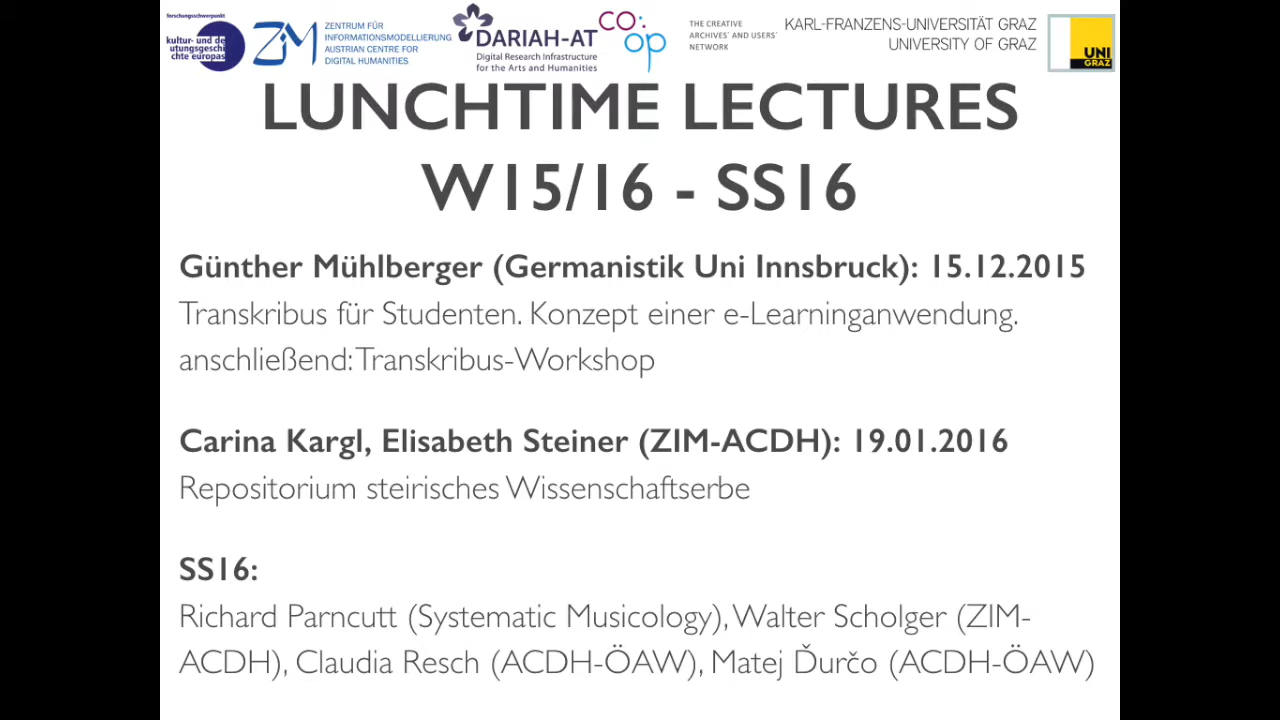 forschungsschwerpunkt
kultur- und de
utungsgeschi
chte europas
ZIM
ZENTRUM FÜR
INFORMATIONSMODELLIERUNG
AUSTRIAN CENTRE FOR
DIGITAL HUMANITIES
DARIAH-AT
Digital Research Infrastructure
for the Arts and Humanities
co:
op
THE CREATIVE
ARCHIVES' AND USERS'
NETWORK
KARL-FRANZENS-UNIVERSITÄT GRAZ
UNIVERSITY OF GRAZ
UNI
GRAZ
LUNCHTIME LECTURES
W15/16 - SS16
Günther Mühlberger (Germanistik Uni Innsbruck): 15.12.2015
Transkribus für Studenten. Konzept einer e-Learninganwendung.
anschließend: Transkribus-Workshop
Carina Kargl, Elisabeth Steiner (ZIM-ACDH): 19.01.2016
Repositorium steirisches Wissenschaftserbe
SS16:
Richard Parncutt (Systematic Musicology), Walter Scholger (ZIM-
ACDH), Claudia Resch (ACDH-ÖAW), Matej Ďurčo (ACDH-ÖAW)